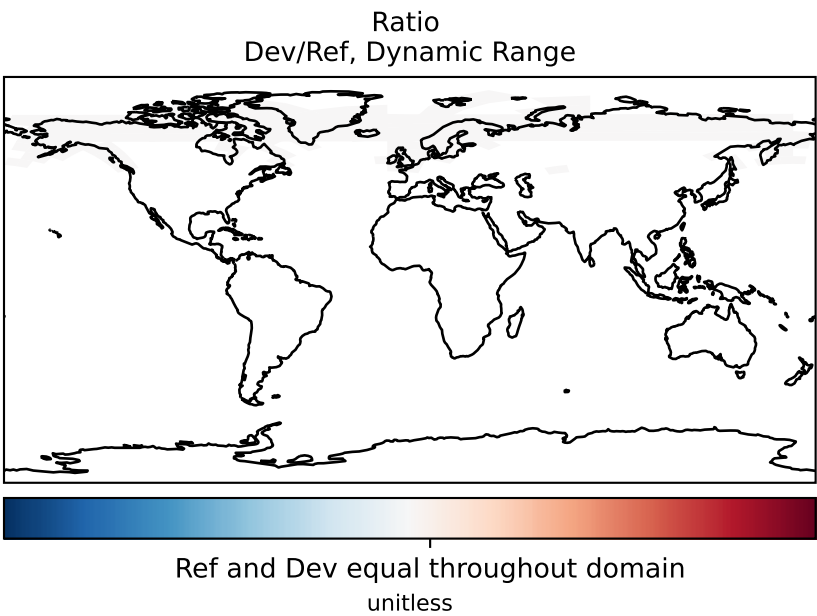 Ratio
Dev/Ref, Dynamic Range
Ref and Dev equal throughout domain
unitless